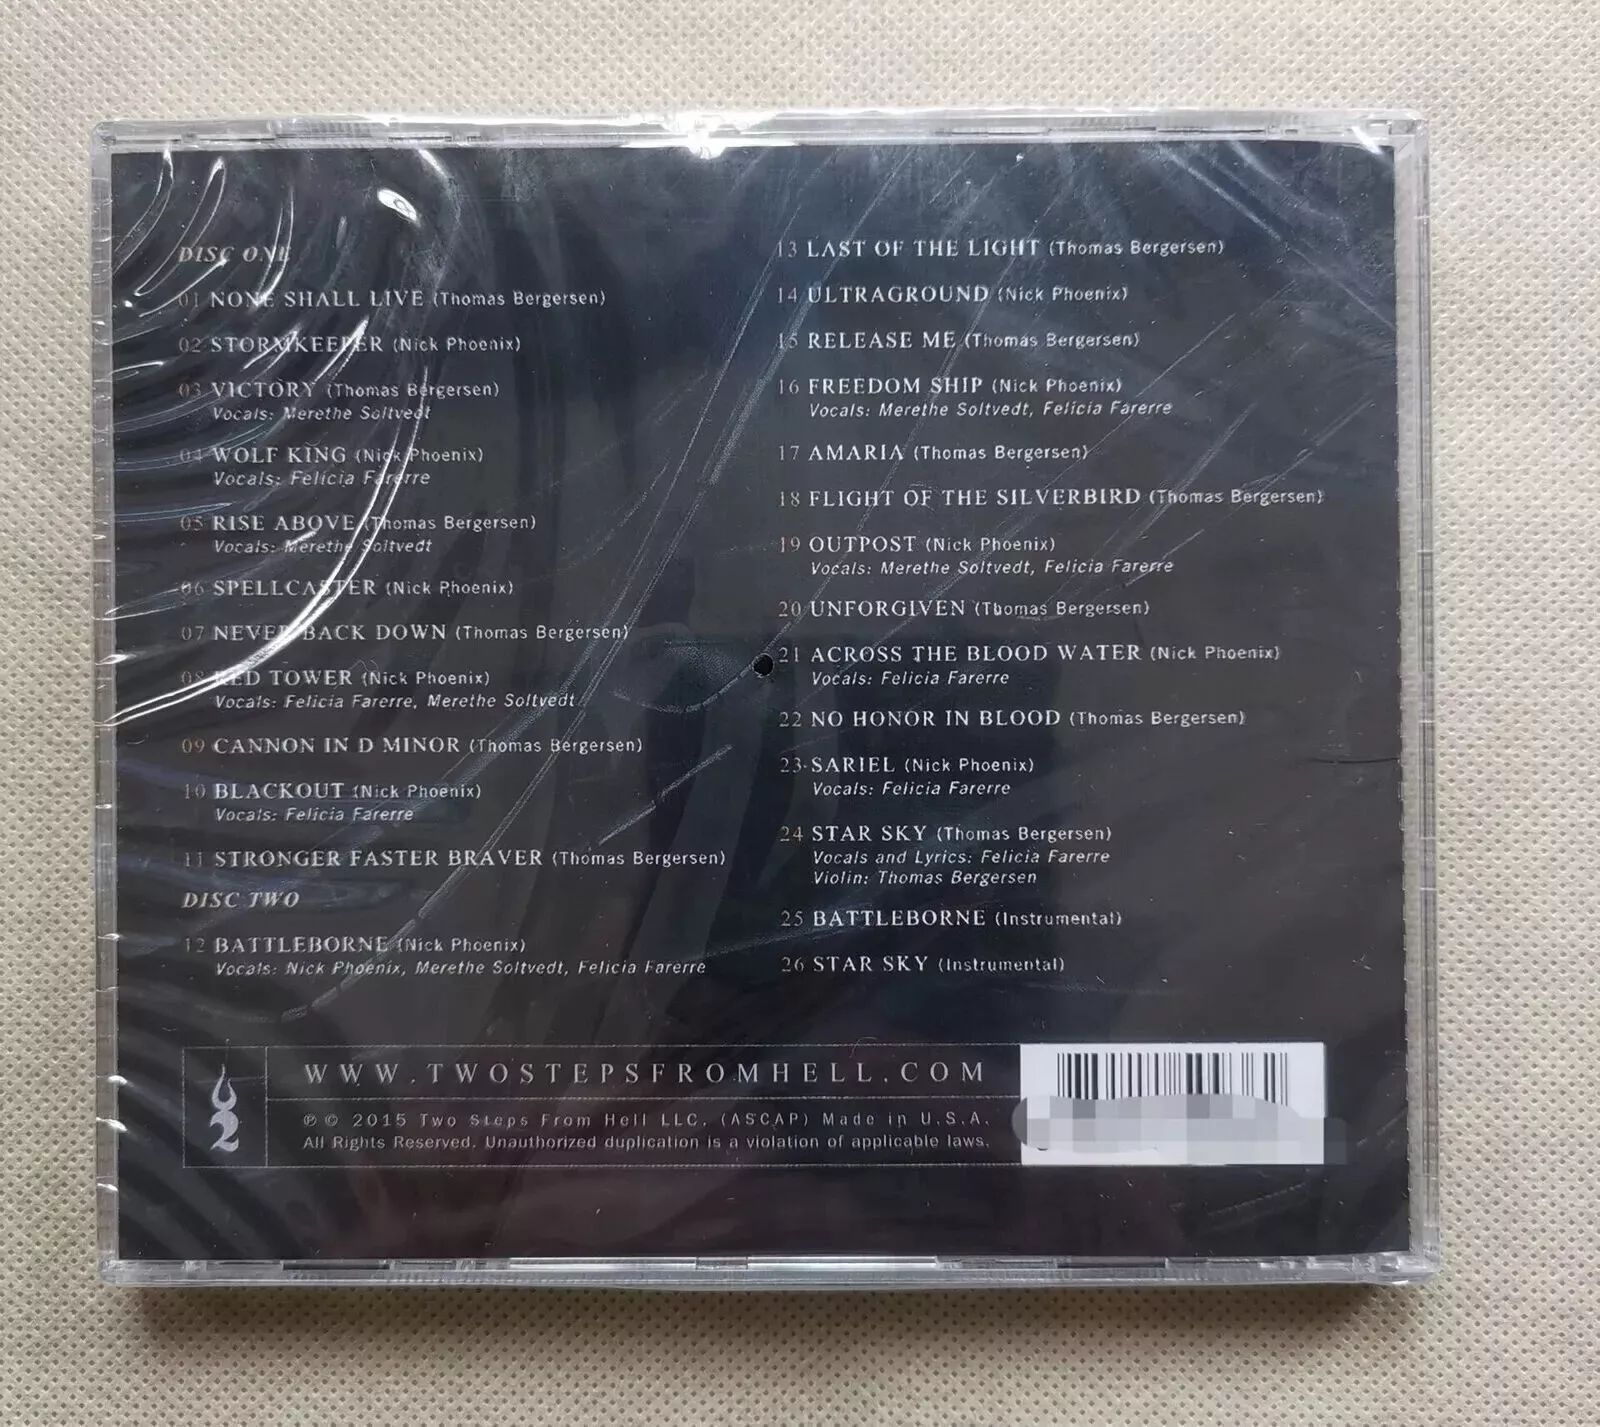 DISC ONE
01 NONE SHALL LIVE (Thomas Bergersen)
02 STORMKEEPER (Nick Phoenix)
03 VICTORY (Thomas Bergersen)
Vocals: Merethe Soltvedt
04 WOLF KING (Nick Phoenix)
Vocals: Felicia Farerre
05 RISE ABOVE (Thomas Bergersen)
Vocals: Merethe Soltvedt
06 SPELLCASTER (Nick Phoenix)
07 NEVER BACK DOWN (Thomas Bergersen)
08 RED TOWER (Nick Phoenix)
Vocals: Felicia Farerre, Merethe Soltvedt
09 CANNON IN D MINOR (Thomas Bergersen)
10 BLACKOUT (Nick Phoenix)
Vocals: Felicia Farerre
11 STRONGER FASTER BRAVER (Thomas Bergersen)
DISC TWO
12 BATTLEBORNE (Nick Phoenix)
Vocals: Nick Phoenix, Merethe Soltvedt, Felicia Farerre
13 LAST OF THE LIGHT (Thomas Bergersen)
14 ULTRAGROUND (Nick Phoenix)
15 RELEASE ME (Thomas Bergersen)
16 FREEDOM SHIP (Nick Phoenix)
Vocals: Merethe Soltvedt, Felicia Farerre
17 AMARIA (Thomas Bergersen)
18 FLIGHT OF THE SILVERBIRD (Thomas Bergersen)
19 OUTPOST (Nick Phoenix)
Vocals: Merethe Soltvedt, Felicia Farerre
20 UNFORGIVEN (Thomas Bergersen)
21 ACROSS THE BLOOD WATER (Nick Phoenix)
Vocals: Felicia Farerre
22 NO HONOR IN BLOOD (Thomas Bergersen)
23 SARIEL (Nick Phoenix)
Vocals: Felicia Farerre
24 STAR SKY (Thomas Bergersen)
Vocals and Lyrics: Felicia Farerre
Violin: Thomas Bergersen
25 BATTLEBORNE (Instrumental)
26 STAR SKY (Instrumental)
2
WWW.TWOSTEPSFROMHELL.COM
℗ © 2015 Two Steps From Hell LLC. (ASCAP) Made in U.S.A.
All Rights Reserved. Unauthorized duplication is a violation of applicable laws.